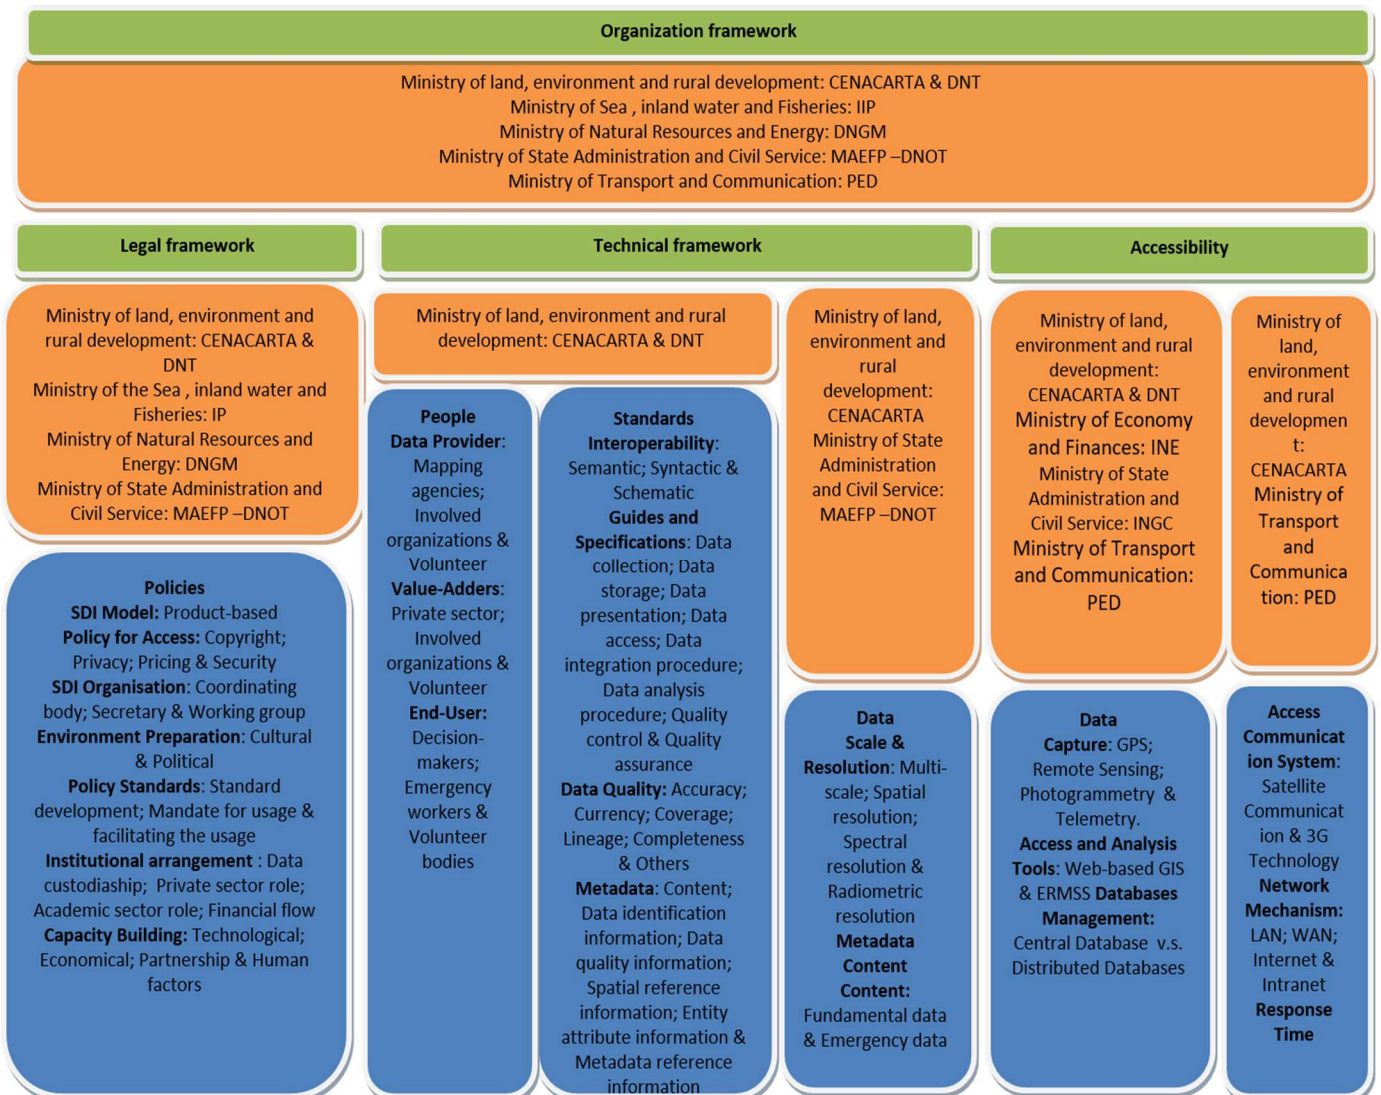 Organization framework
Ministry of land, environment and rural development: CENACARTA & DNT
Ministry of Sea , inland water and Fisheries: IIP
Ministry of Natural Resources and Energy: DNGM
Ministry of State Administration and Civil Service: MAEFP –DNOT
Ministry of Transport and Communication: PED
Legal framework
Ministry of land, environment and
rural development: CENACARTA &
DNT
Ministry of the Sea , inland water and
Fisheries: IP
Ministry of Natural Resources and
Energy: DNGM
Ministry of State Administration and
Civil Service: MAEFP –DNOT
Policies
SDI Model: Product-based
Policy for Access: Copyright;
Privacy; Pricing & Security
SDI Organisation: Coordinating
body; Secretary & Working group
Environment Preparation: Cultural
& Political
Policy Standards: Standard
development; Mandate for usage &
facilitating the usage
Institutional arrangement : Data
custodiaship; Private sector role;
Academic sector role; Financial flow
Capacity Building: Technological;
Economical; Partnership & Human
factors
Technical framework
Ministry of land, environment and rural
development: CENACARTA & DNT
People
Data Provider:
Mapping
agencies;
Involved
organizations &
Volunteer
Value-Adders:
Private sector;
Involved
organizations &
Volunteer
End-User:
Decision-
makers;
Emergency
workers &
Volunteer
bodies
Standards
Interoperability:
Semantic; Syntactic &
Schematic
Guides and
Specifications: Data
collection; Data
storage; Data
presentation; Data
access; Data
integration procedure;
Data analysis
procedure; Quality
control & Quality
assurance
Data Quality: Accuracy;
Currency; Coverage;
Lineage; Completeness
& Others
Metadata: Content;
Data identification
information; Data
quality information;
Spatial reference
information; Entity
attribute information &
Metadata reference
information
Ministry of land,
environment and
rural
development:
CENACARTA
Ministry of State
Administration
and Civil Service:
MAEFP –DNOT
Data
Scale &
Resolution: Multi-
scale; Spatial
resolution;
Spectral
resolution &
Radiometric
resolution
Metadata
Content
Content:
Fundamental data
& Emergency data
Accessibility
Ministry of land,
environment and rural
development:
CENACARTA & DNT
Ministry of Economy
and Finances: INE
Ministry of State
Administration and
Civil Service: INGC
Ministry of Transport
and Communication:
PED
Data
Capture: GPS;
Remote Sensing;
Photogrammetry &
Telemetry.
Access and Analysis
Tools: Web-based GIS
& ERMSS Databases
Management:
Central Database v.s.
Distributed Databases
Ministry of
land,
environment
and rural
developmen
t:
CENACARTA
Ministry of
Transport
and
Communica
tion: PED
Access
Communicat
ion System:
Satellite
Communicat
ion & 3G
Technology
Network
Mechanism:
LAN; WAN;
Internet &
Intranet
Response
Time